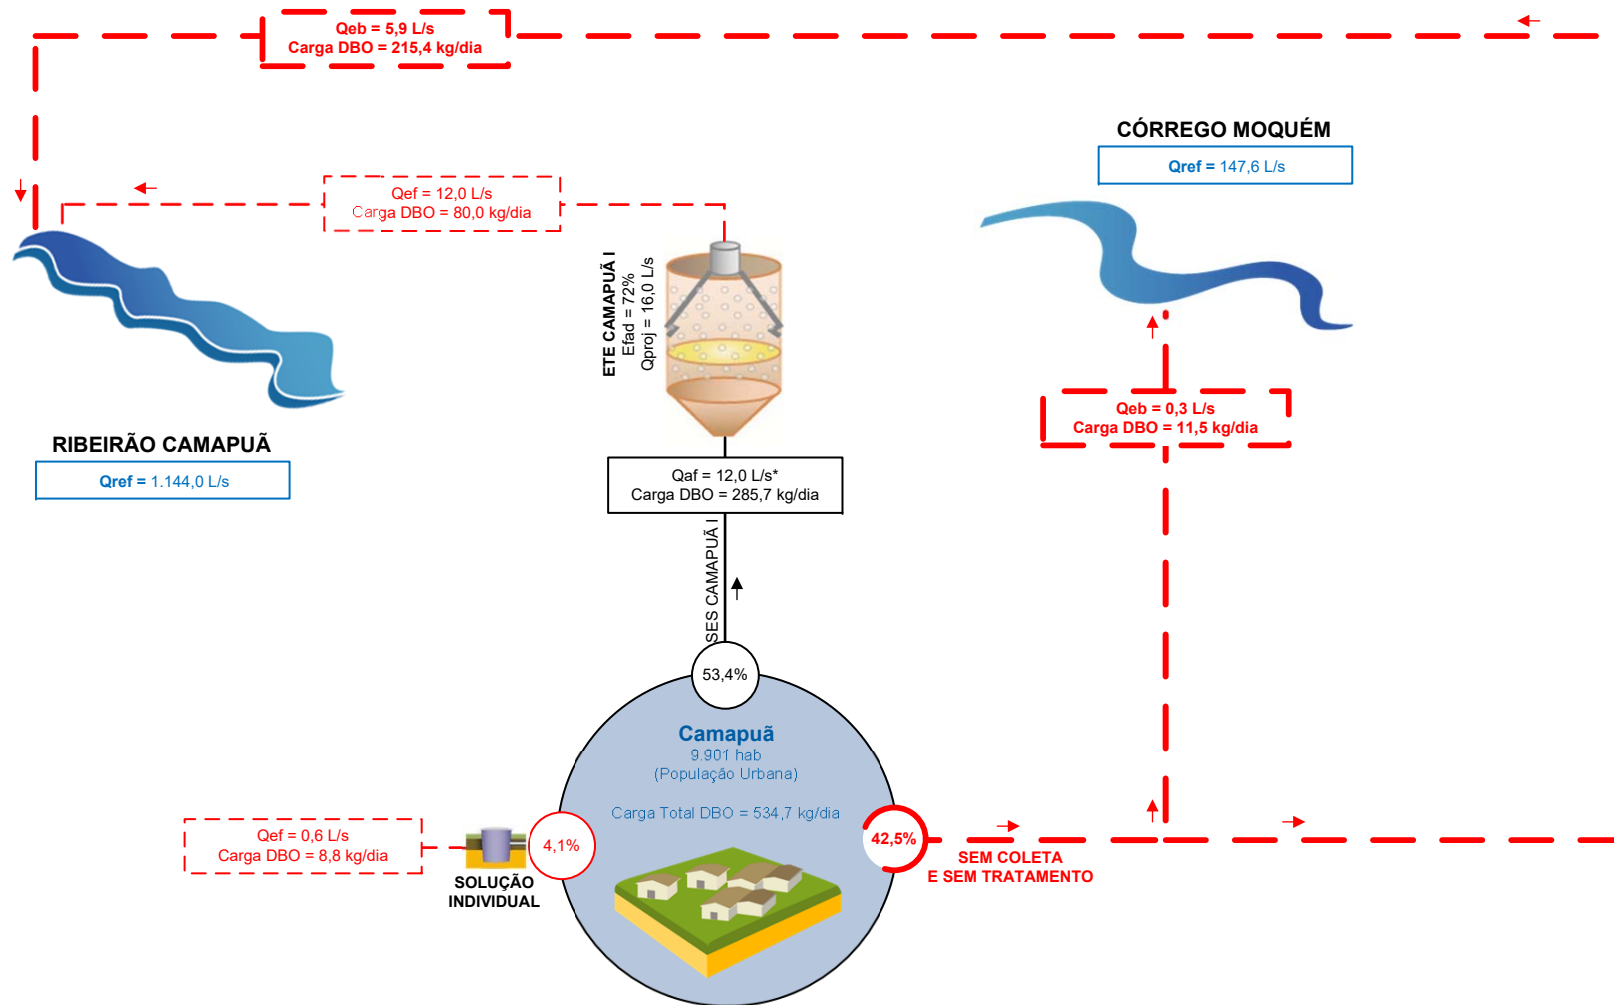 Qeb = 5,9 L/s
Carga DBO = 215,4 kg/dia
CÓRREGO MOQUÉM
Qref = 147,6 L/s
Qef = 12,0 L/s
Carga DBO = 80,0 kg/dia
ETE CAMAPUÃ I
Efad = 72%
Qproj = 16,0 L/s
Qeb = 0,3 L/s
Carga DBO = 11,5 kg/dia
RIBEIRÃO CAMAPUÃ
Qref = 1.144,0 L/s
Qaf = 12,0 L/s*
Carga DBO = 285,7 kg/dia
SES CAMAPUÃ I
53,4%
Camapuã
9.901 hab
(População Urbana)
Carga Total DBO = 534,7 kg/dia
Qef = 0,6 L/s
Carga DBO = 8,8 kg/dia
4,1%
SOLUÇÃO
INDIVIDUAL
42,5%
SEM COLETA
E SEM TRATAMENTO